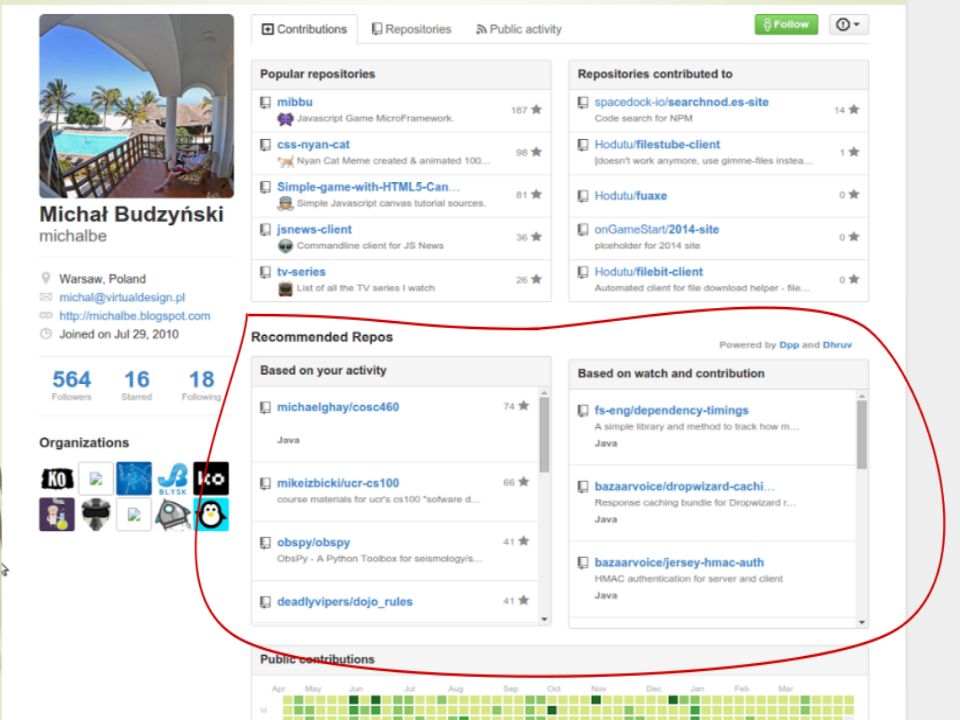 Contributions Repositories Public activity Follow
Michał Budzyński
michalbe
Warsaw, Poland
michal@virtualdesign.pl
http://michalbe.blogspot.com
Joined on Jul 29, 2010
564 16 18
Followers Starred Following
Organizations
KO BLYSK KO
Popular repositories
mibbu 187
Javascript Game MicroFramework.
css-nyan-cat 98
Nyan Cat Meme created & animated 100...
Simple-game-with-HTML5-Can... 81
Simple Javascript canvas tutorial sources.
jsnews-client 36
Commandline client for JS News
tv-series 26
List of all the TV series I watch
Repositories contributed to
spacedock-io/searchnod.es-site 14
Code search for NPM
Hodutu/filestube-client 1
[doesn't work anymore, use gimme-files instea...
Hodutu/fuaxe 0
onGameStart/2014-site 0
plceholder for 2014 site
Hodutu/filebit-client 0
Automated client for file download helper - file...
Recommended Repos
Powered by Dpp and Dhruv
Based on your activity
michaelghay/cosc460 74
Java
mikeizbicki/ucr-cs100 66
course materials for ucr's cs100 "sofware d...
obspy/obspy 41
ObsPy - A Python Toolbox for seismology/s...
deadlyvipers/dojo_rules 41
Based on watch and contribution
fs-eng/dependency-timings
A simple library and method to track how m...
Java
bazaarvoice/dropwizard-cachi...
Response caching bundle for Dropwizard r...
Java
bazaarvoice/jersey-hmac-auth
HMAC authentication for server and client
Java
Public contributions
Apr May Jun Jul Aug Sep Oct Nov Dec Jan Feb Mar
M